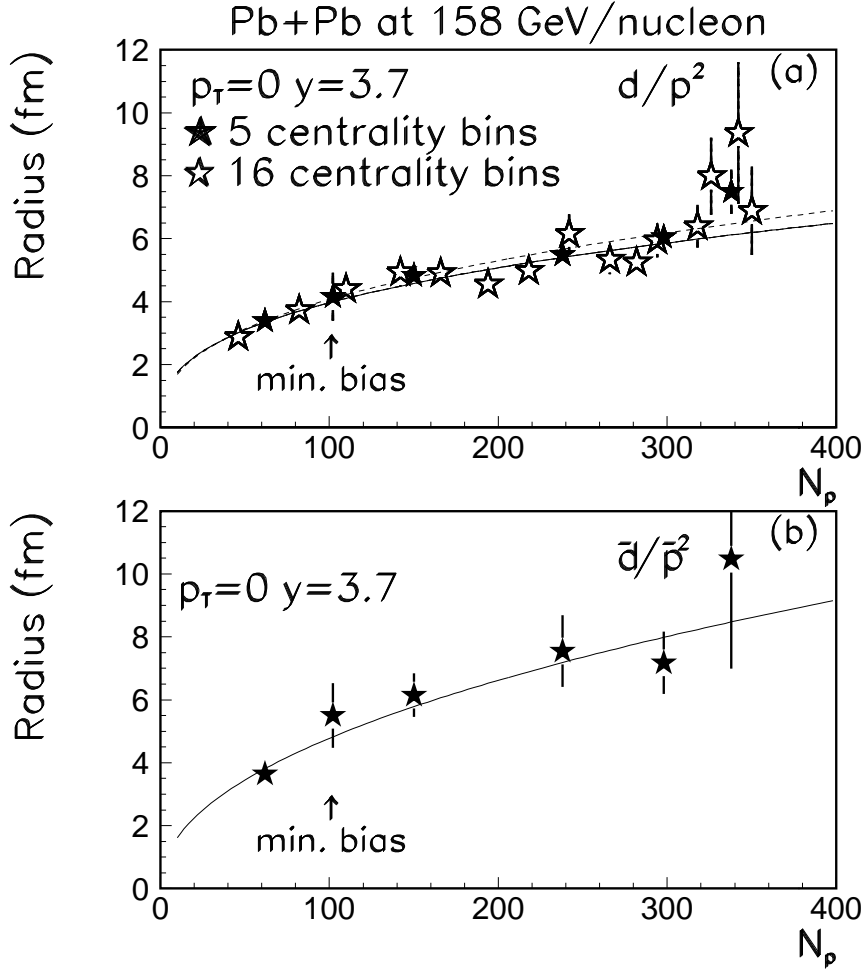 Pb+Pb at 158 GeV/nucleon
12
10
8
6
4
2
0
Radius (fm)
p_T=0 y=3.7
d/p²
(a)
★ 5 centrality bins
☆ 16 centrality bins
↑
min. bias
0 100 200 300 400
N_p
12
10
8
6
4
2
0
Radius (fm)
p_T=0 y=3.7
d̄/p̄²
(b)
↑
min. bias
0 100 200 300 400
N_p